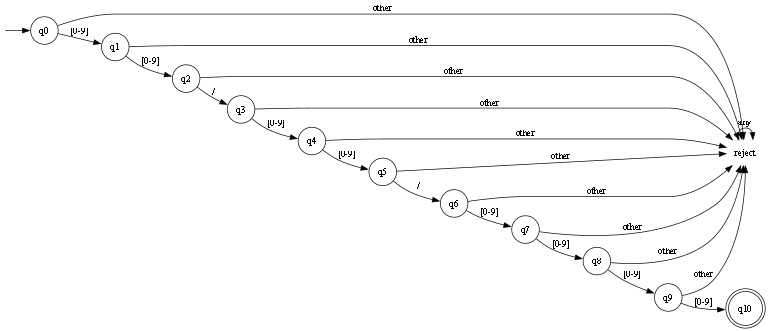 other
q0
[0-9]
q1
other
[0-9]
q2
other
/
q3
other
[0-9]
any
q4
other
[0-9]
reject
q5
other
/
q6
other
[0-9]
q7
other
[0-9]
q8
other
[0-9]
other
q9
[0-9]
q10